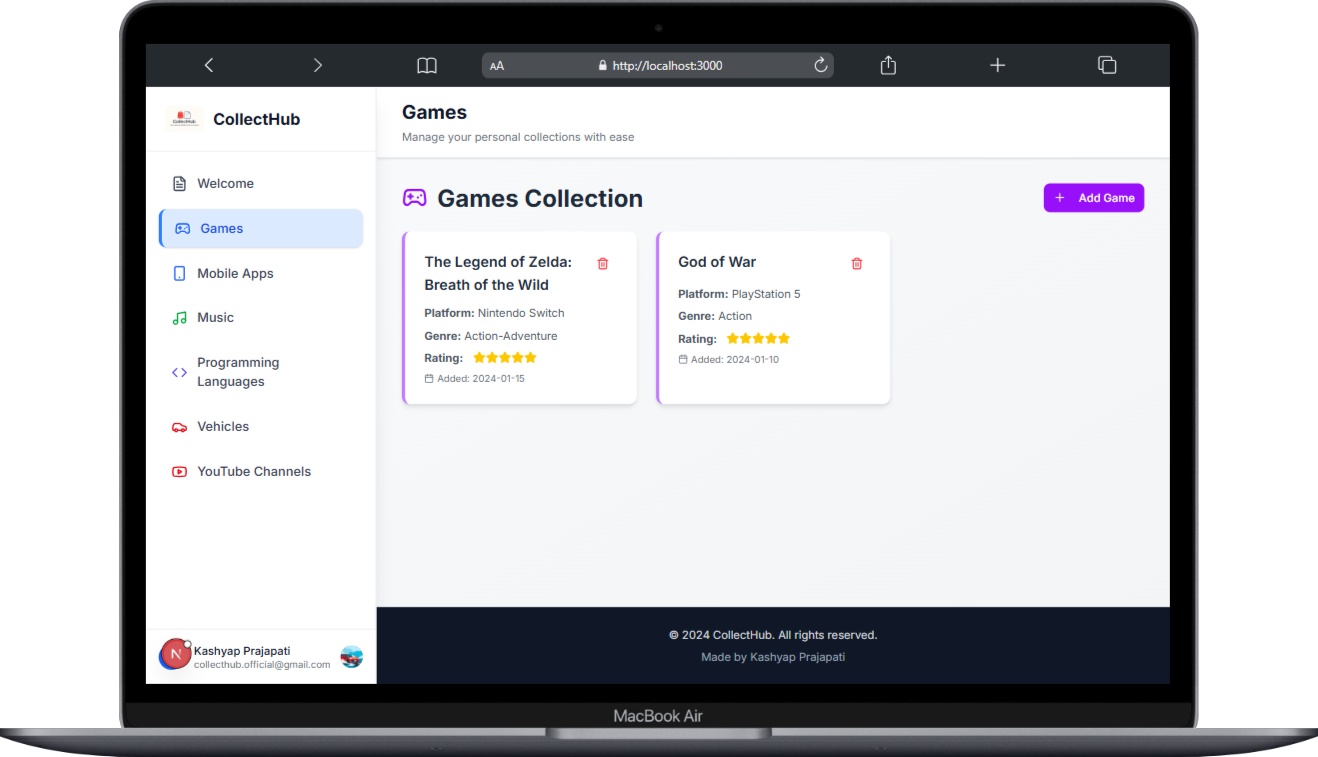 AA
http://localhost:3000
CollectHub
CollectHub
Games
Manage your personal collections with ease
Welcome
Games
Mobile Apps
Music
Programming
Languages
Vehicles
YouTube Channels
Games Collection
+ Add Game
The Legend of Zelda:
Breath of the Wild
Platform: Nintendo Switch
Genre: Action-Adventure
Rating:
Added: 2024-01-15
God of War
Platform: PlayStation 5
Genre: Action
Rating:
Added: 2024-01-10
N
Kashyap Prajapati
collecthub.official@gmail.com
© 2024 CollectHub. All rights reserved.
Made by Kashyap Prajapati
MacBook Air